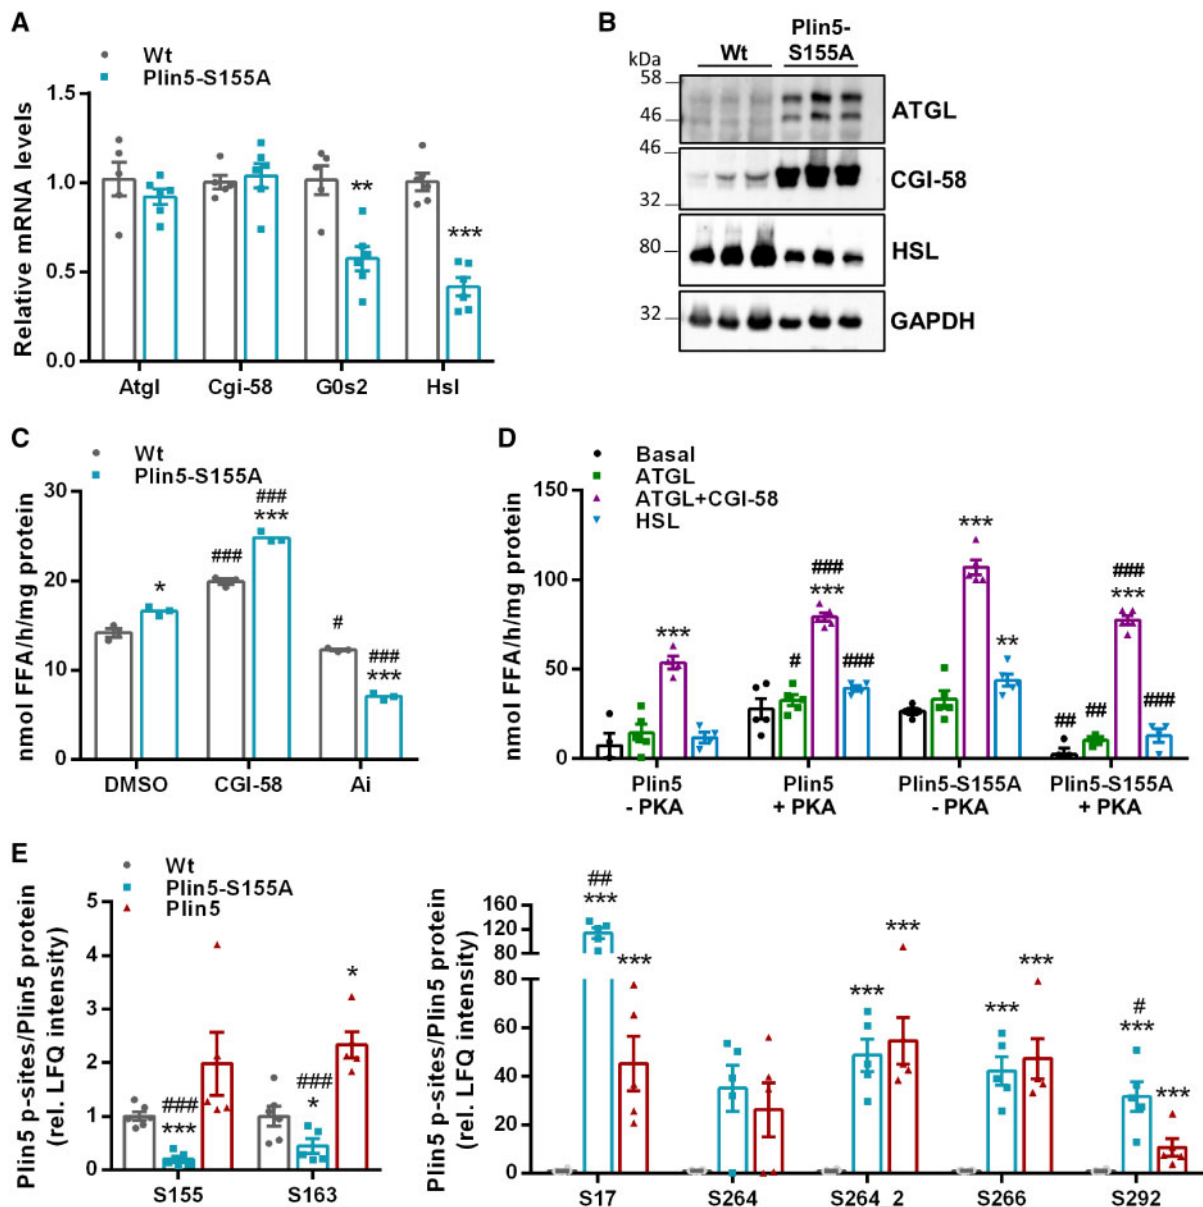 A
Wt
Plin5-S155A
Relative mRNA levels
1.5
1.0
0.5
0.0
**
***
Atgl
Cgi-58
G0s2
Hsl
B
Wt
Plin5-
S155A
kDa
58
46
ATGL
46
32
CGI-58
80
HSL
32
GAPDH
C
Wt
Plin5-S155A
nmol FFA/h/mg protein
30
20
10
0
*
###
###
***
#
###
***
DMSO
CGI-58
Ai
D
Basal
ATGL
ATGL+CGI-58
HSL
nmol FFA/h/mg protein
150
100
50
0
***
#
###
***
###
***
**
##
##
###
***
###
Plin5
- PKA
Plin5
+ PKA
Plin5-S155A
- PKA
Plin5-S155A
+ PKA
E
Wt
Plin5-S155A
Plin5
Plin5 p-sites/Plin5 protein
(rel. LFQ intensity)
5
4
3
2
1
0
###
***
###
*
*
S155
S163
Plin5 p-sites/Plin5 protein
(rel. LFQ intensity)
160
120
80
80
60
40
20
0
##
***
***
***
***
***
***
#
***
***
S17
S264
S264_2
S266
S292